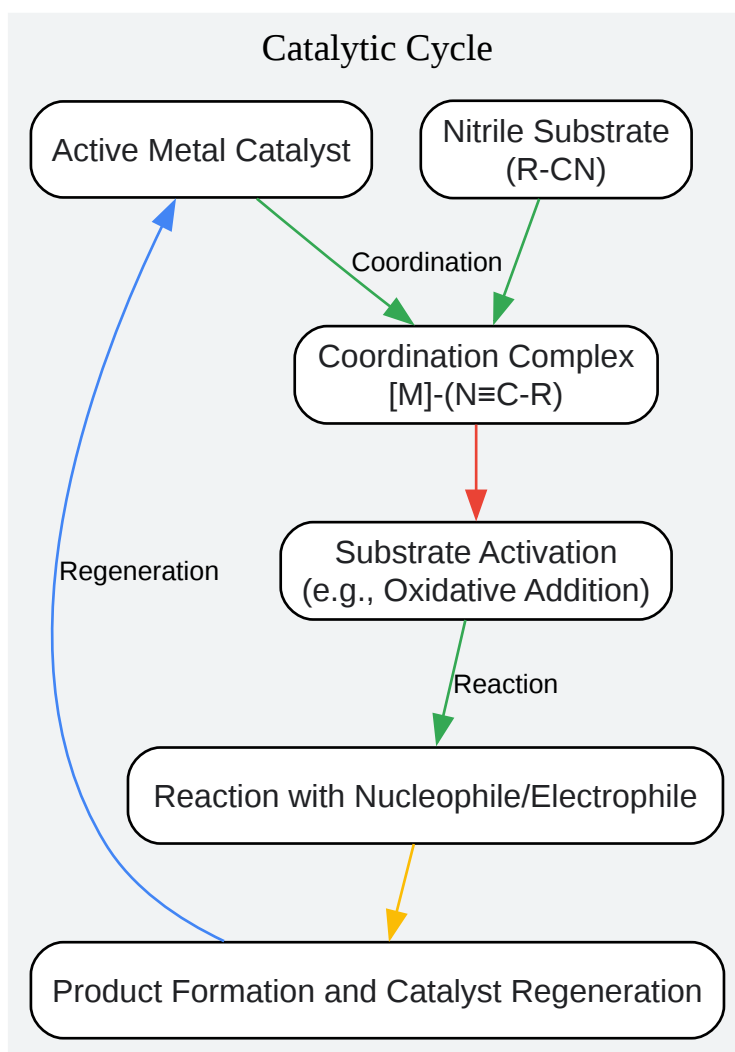 Catalytic Cycle
Active Metal Catalyst
Nitrile Substrate
(R-CN)
Coordination
Coordination Complex
[M]-(N≡C-R)
Substrate Activation
(e.g., Oxidative Addition)
Regeneration
Reaction
Reaction with Nucleophile/Electrophile
Product Formation and Catalyst Regeneration